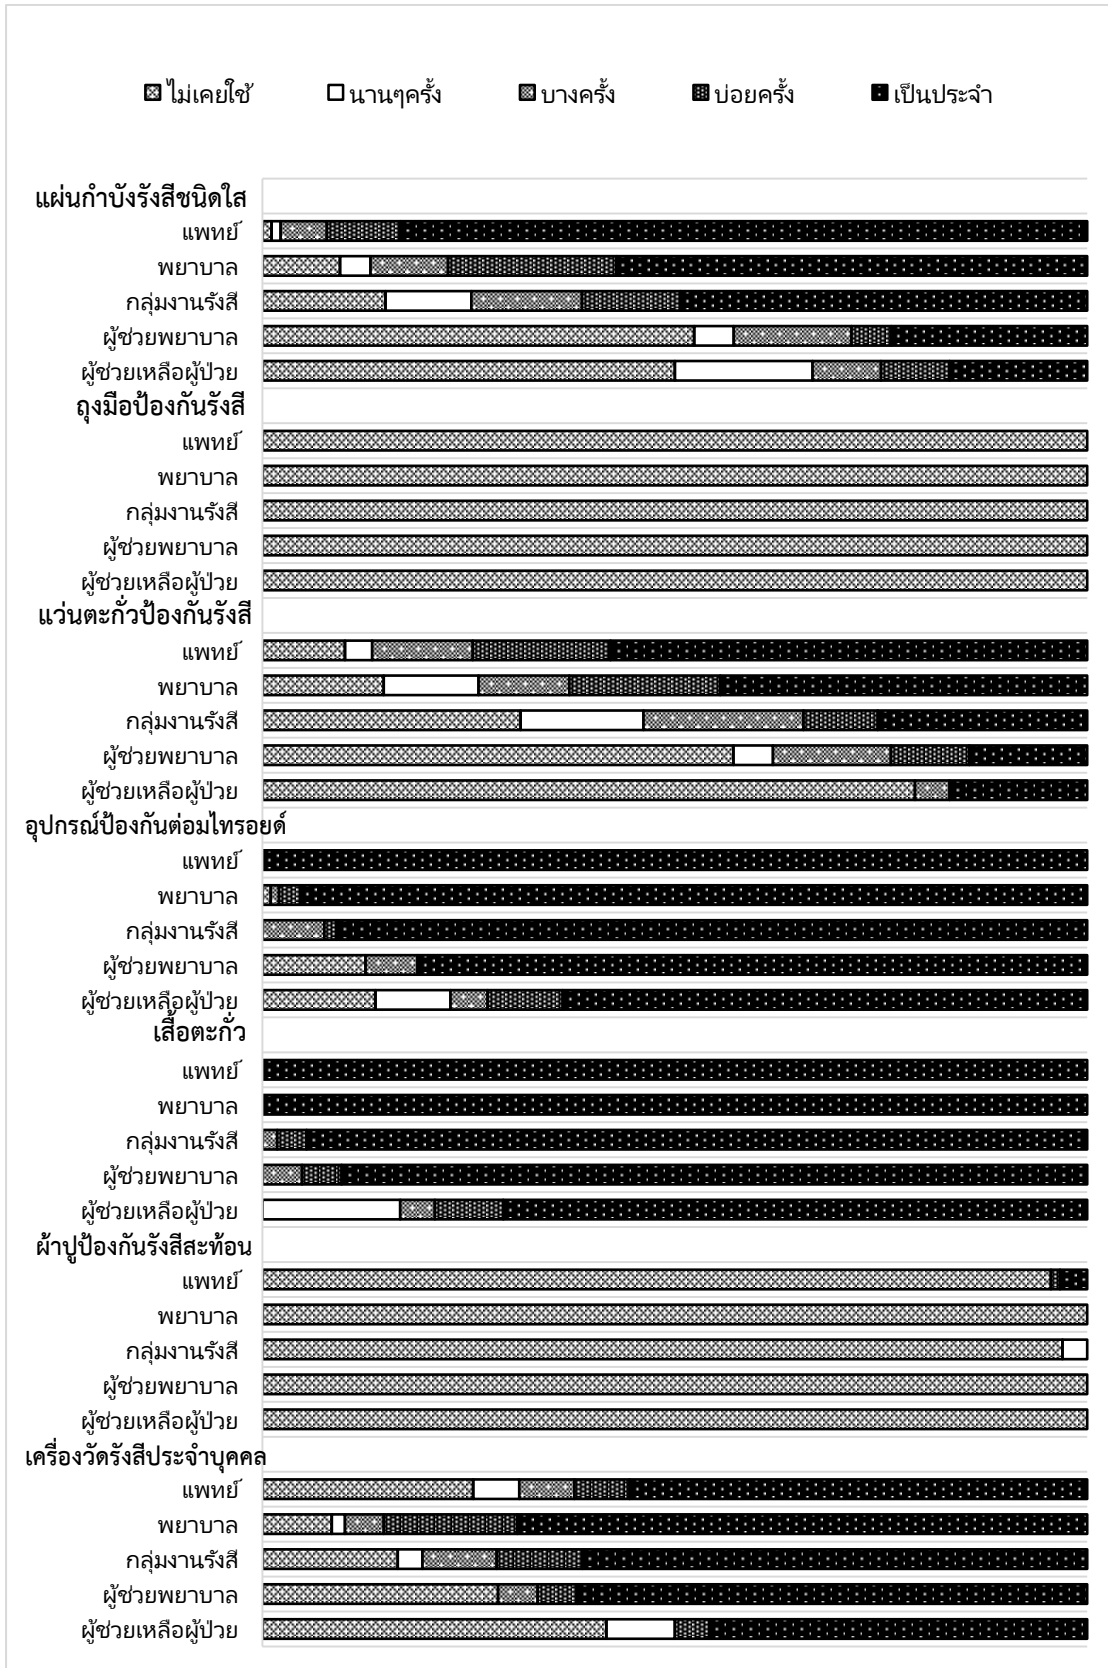 ไม่เคยใช้ นานๆครั้ง บางครั้ง บ่อยครั้ง เป็นประจำ
แผ่นกำบังรังสีชนิดใส
แพทย์
พยาบาล
กลุ่มงานรังสี
ผู้ช่วยพยาบาล
ผู้ช่วยเหลือผู้ป่วย
ถุงมือป้องกันรังสี
แพทย์
พยาบาล
กลุ่มงานรังสี
ผู้ช่วยพยาบาล
ผู้ช่วยเหลือผู้ป่วย
แว่นตะกั่วป้องกันรังสี
แพทย์
พยาบาล
กลุ่มงานรังสี
ผู้ช่วยพยาบาล
ผู้ช่วยเหลือผู้ป่วย
อุปกรณ์ป้องกันต่อมไทรอยด์
แพทย์
พยาบาล
กลุ่มงานรังสี
ผู้ช่วยพยาบาล
ผู้ช่วยเหลือผู้ป่วย
เสื้อตะกั่ว
แพทย์
พยาบาล
กลุ่มงานรังสี
ผู้ช่วยพยาบาล
ผู้ช่วยเหลือผู้ป่วย
ผ้าปูป้องกันรังสีสะท้อน
แพทย์
พยาบาล
กลุ่มงานรังสี
ผู้ช่วยพยาบาล
ผู้ช่วยเหลือผู้ป่วย
เครื่องวัดรังสีประจำบุคคล
แพทย์
พยาบาล
กลุ่มงานรังสี
ผู้ช่วยพยาบาล
ผู้ช่วยเหลือผู้ป่วย